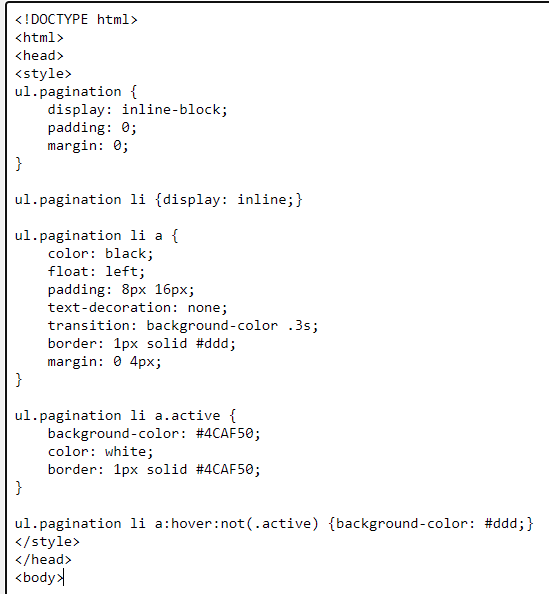 <!DOCTYPE html>
<html>
<head>
<style>
ul.pagination {
    display: inline-block;
    padding: 0;
    margin: 0;
}

ul.pagination li {display: inline;}

ul.pagination li a {
    color: black;
    float: left;
    padding: 8px 16px;
    text-decoration: none;
    transition: background-color .3s;
    border: 1px solid #ddd;
    margin: 0 4px;
}

ul.pagination li a.active {
    background-color: #4CAF50;
    color: white;
    border: 1px solid #4CAF50;
}

ul.pagination li a:hover:not(.active) {background-color: #ddd;}
</style>
</head>
<body>